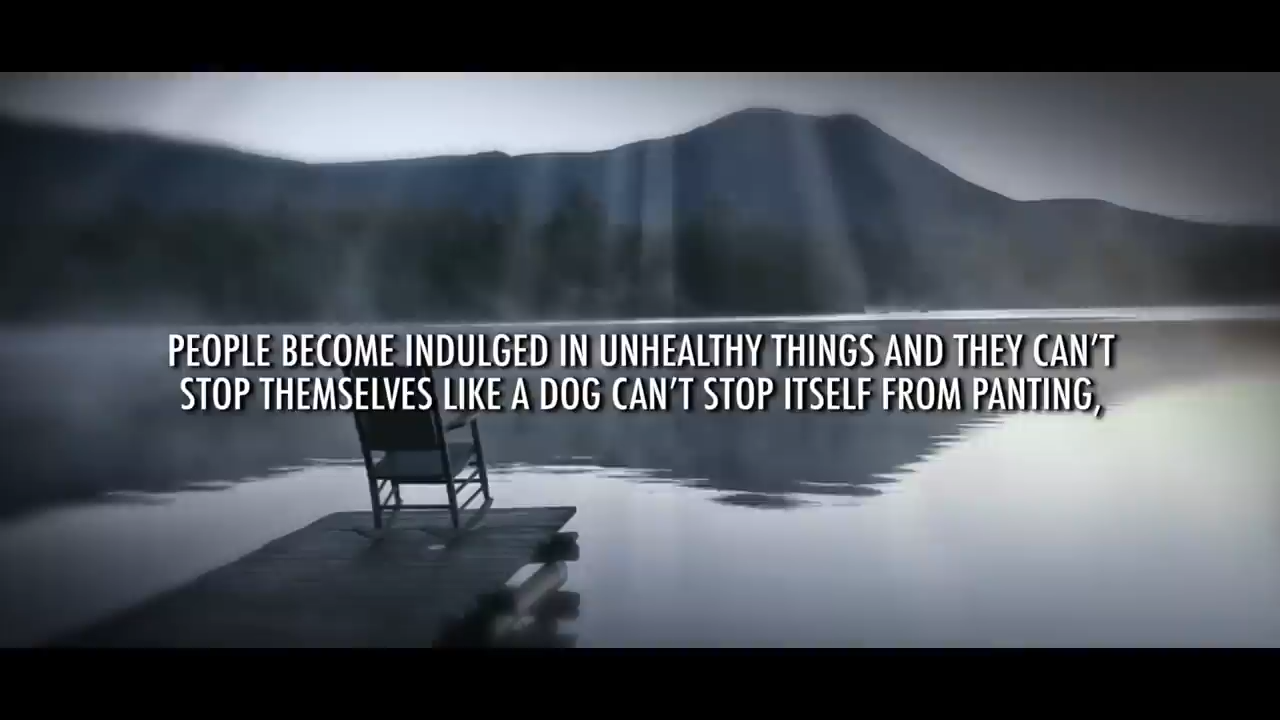 PEOPLE BECOME INDULGED IN UNHEALTHY THINGS AND THEY CAN'T
STOP THEMSELVES LIKE A DOG CAN'T STOP ITSELF FROM PANTING,